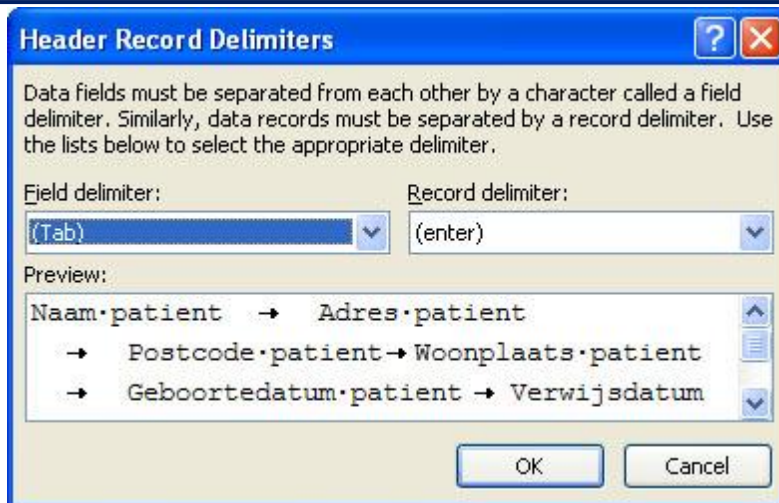 Header Record Delimiters
Data fields must be separated from each other by a character called a field
delimiter. Similarly, data records must be separated by a record delimiter. Use
the lists below to select the appropriate delimiter.
Field delimiter: Record delimiter:
(Tab) (enter)
Preview:
Naam·patient → Adres·patient
→ Postcode·patient→Woonplaats·patient
→ Geboortedatum·patient → Verwijsdatum
OK Cancel